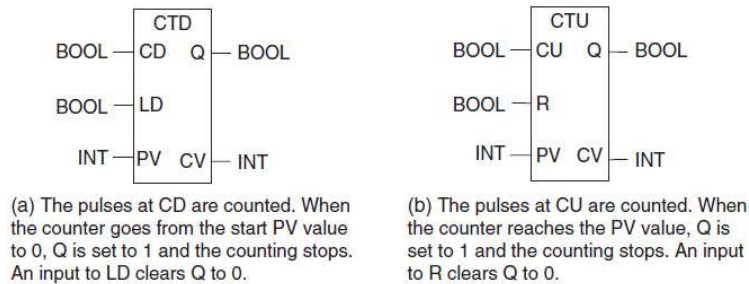 CTD
BOOL CD Q BOOL
BOOL LD
INT PV CV INT
(a) The pulses at CD are counted. When
the counter goes from the start PV value
to 0, Q is set to 1 and the counting stops.
An input to LD clears Q to 0.
CTU
BOOL CU Q BOOL
BOOL R
INT PV CV INT
(b) The pulses at CU are counted. When
the counter reaches the PV value, Q is
set to 1 and the counting stops. An input
to R clears Q to 0.